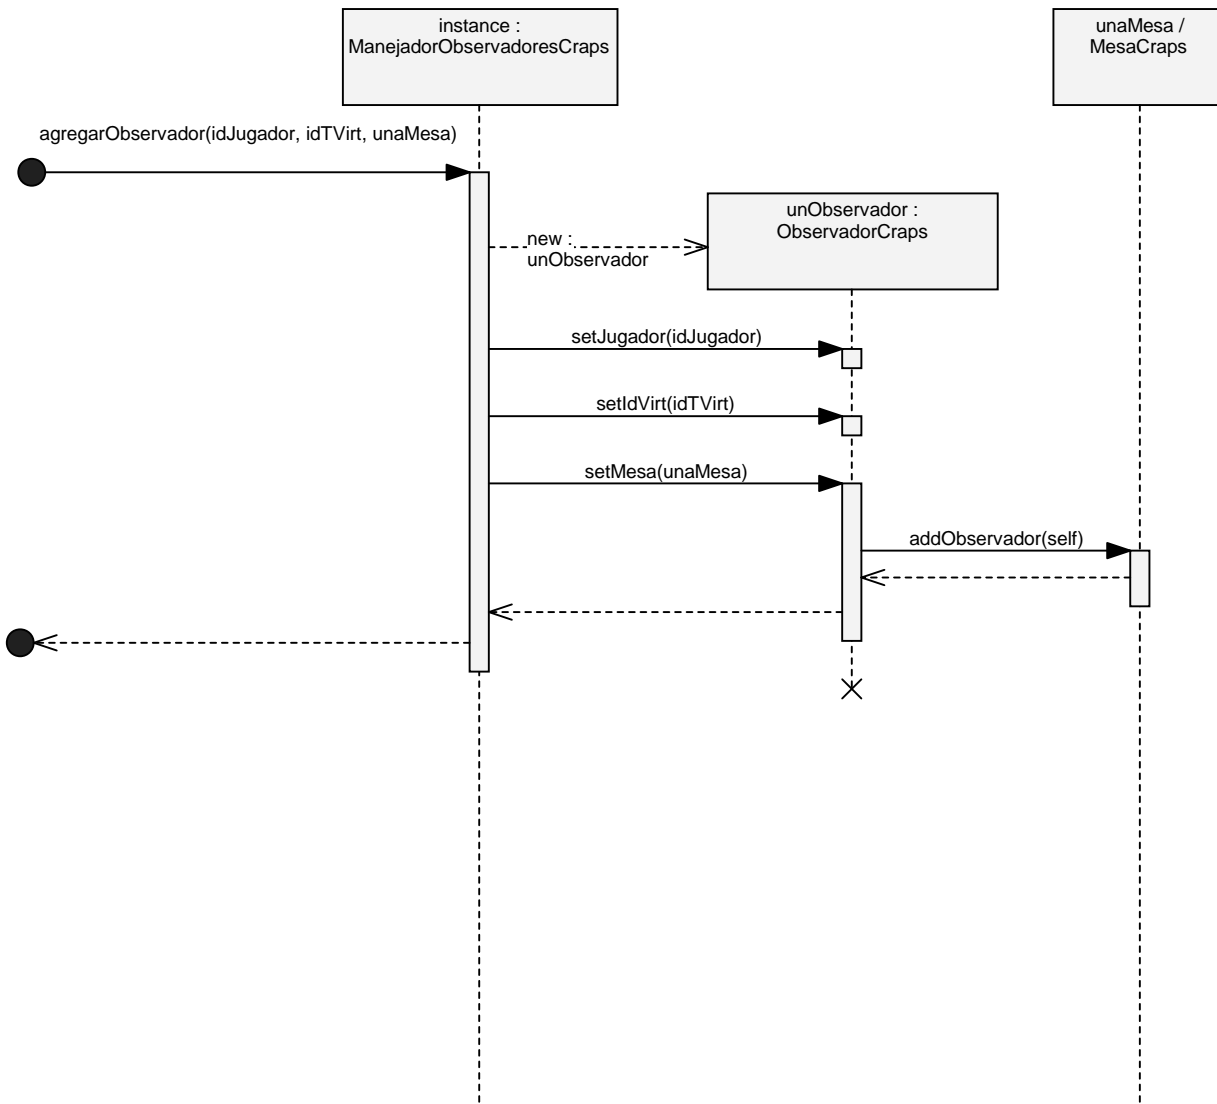 instance :
ManejadorObservadoresCraps
unaMesa /
MesaCraps
agregarObservador(idJugador, idTVirt, unaMesa)
unObservador :
ObservadorCraps
new :
unObservador
setJugador(idJugador)
setIdVirt(idTVirt)
setMesa(unaMesa)
addObservador(self)